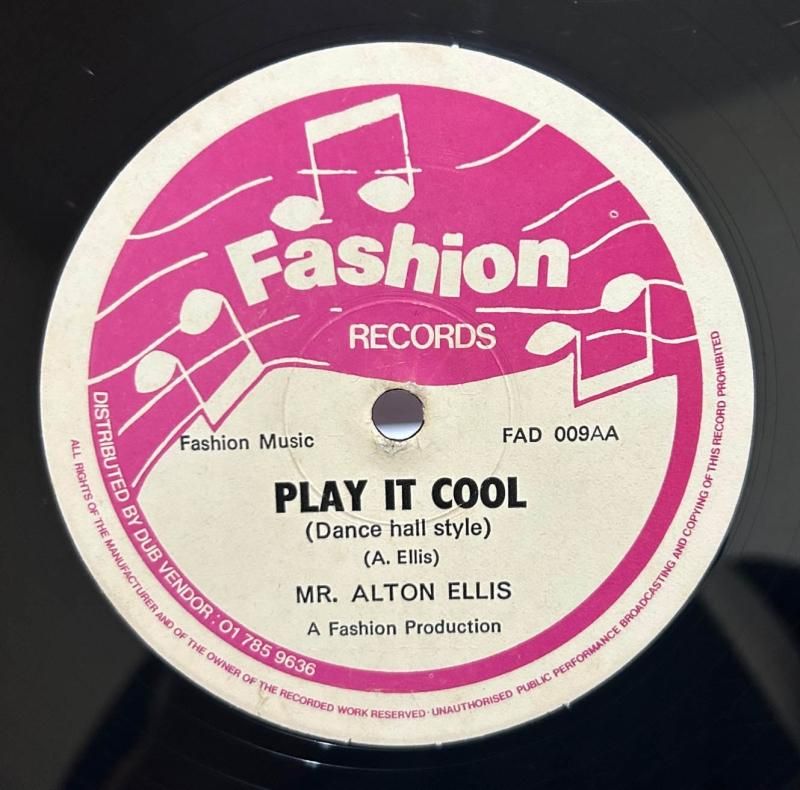 Fashion
RECORDS
Fashion Music
FAD 009AA
PLAY IT COOL
(Dance hall style)
(A. Ellis)
MR. ALTON ELLIS
A Fashion Production
DISTRIBUTED BY DUB VENDOR: 01 785 9636
ALL RIGHTS OF THE MANUFACTURER AND OF THE OWNER OF THE RECORDED WORK RESERVED · UNAUTHORISED PUBLIC PERFORMANCE BROADCASTING AND COPYING OF THIS RECORD PROHIBITED